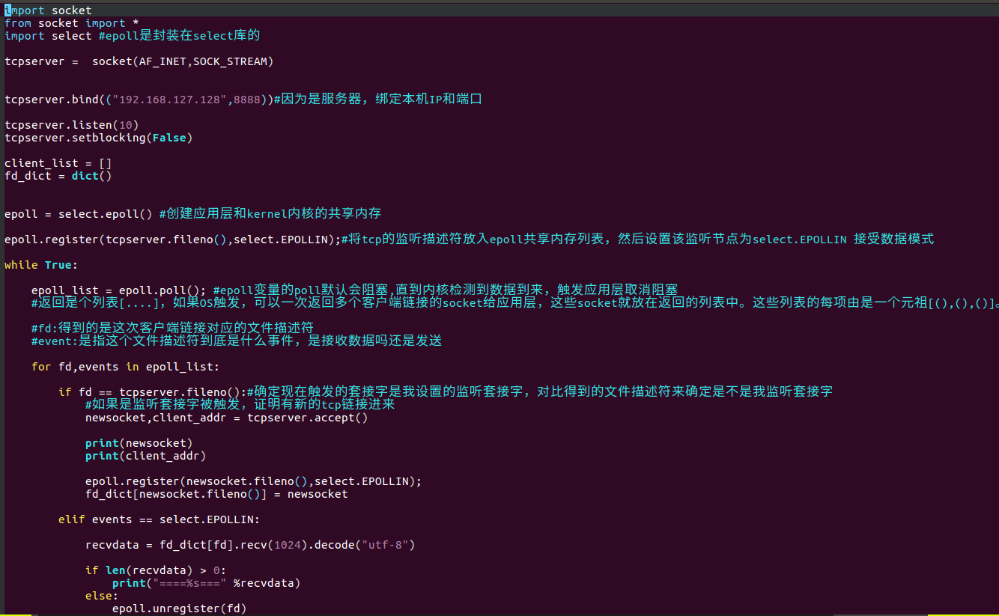 import socket
from socket import *
import select #epoll是封装在select库的
tcpserver =  socket(AF_INET,SOCK_STREAM)
tcpserver.bind(("192.168.127.128",8888))#因为是服务器，绑定本机IP和端口
tcpserver.listen(10)
tcpserver.setblocking(False)
client_list = []
fd_dict = dict()
epoll = select.epoll() #创建应用层和kernel内核的共享内存
epoll.register(tcpserver.fileno(),select.EPOLLIN);#将tcp的监听描述符放入epoll共享内存列表，然后设置该监听节点为select.EPOLLIN 接受数据模式
while True:
    epoll_list = epoll.poll(); #epoll变量的poll默认会阻塞,直到内核检测到数据到来，触发应用层取消阻塞
    #返回是个列表[....]，如果OS触发，可以一次返回多个客户端链接的socket给应用层，这些socket就放在返回的列表中。这些列表的每项由是一个元祖[(),(),()]。
    #fd:得到的是这次客户端链接对应的文件描述符
    #event:是指这个文件描述符到底是什么事件，是接收数据吗还是发送
    for fd,events in epoll_list:
        if fd == tcpserver.fileno():#确定现在触发的套接字是我设置的监听套接字，对比得到的文件描述符来确定是不是我监听套接字
            #如果是监听套接字被触发，证明有新的tcp链接进来
            newsocket,client_addr = tcpserver.accept()
            print(newsocket)
            print(client_addr)
            epoll.register(newsocket.fileno(),select.EPOLLIN);
            fd_dict[newsocket.fileno()] = newsocket
        elif events == select.EPOLLIN:
            recvdata = fd_dict[fd].recv(1024).decode("utf-8")
            if len(recvdata) > 0:
                print("====%s===" %recvdata)
            else:
                epoll.unregister(fd)